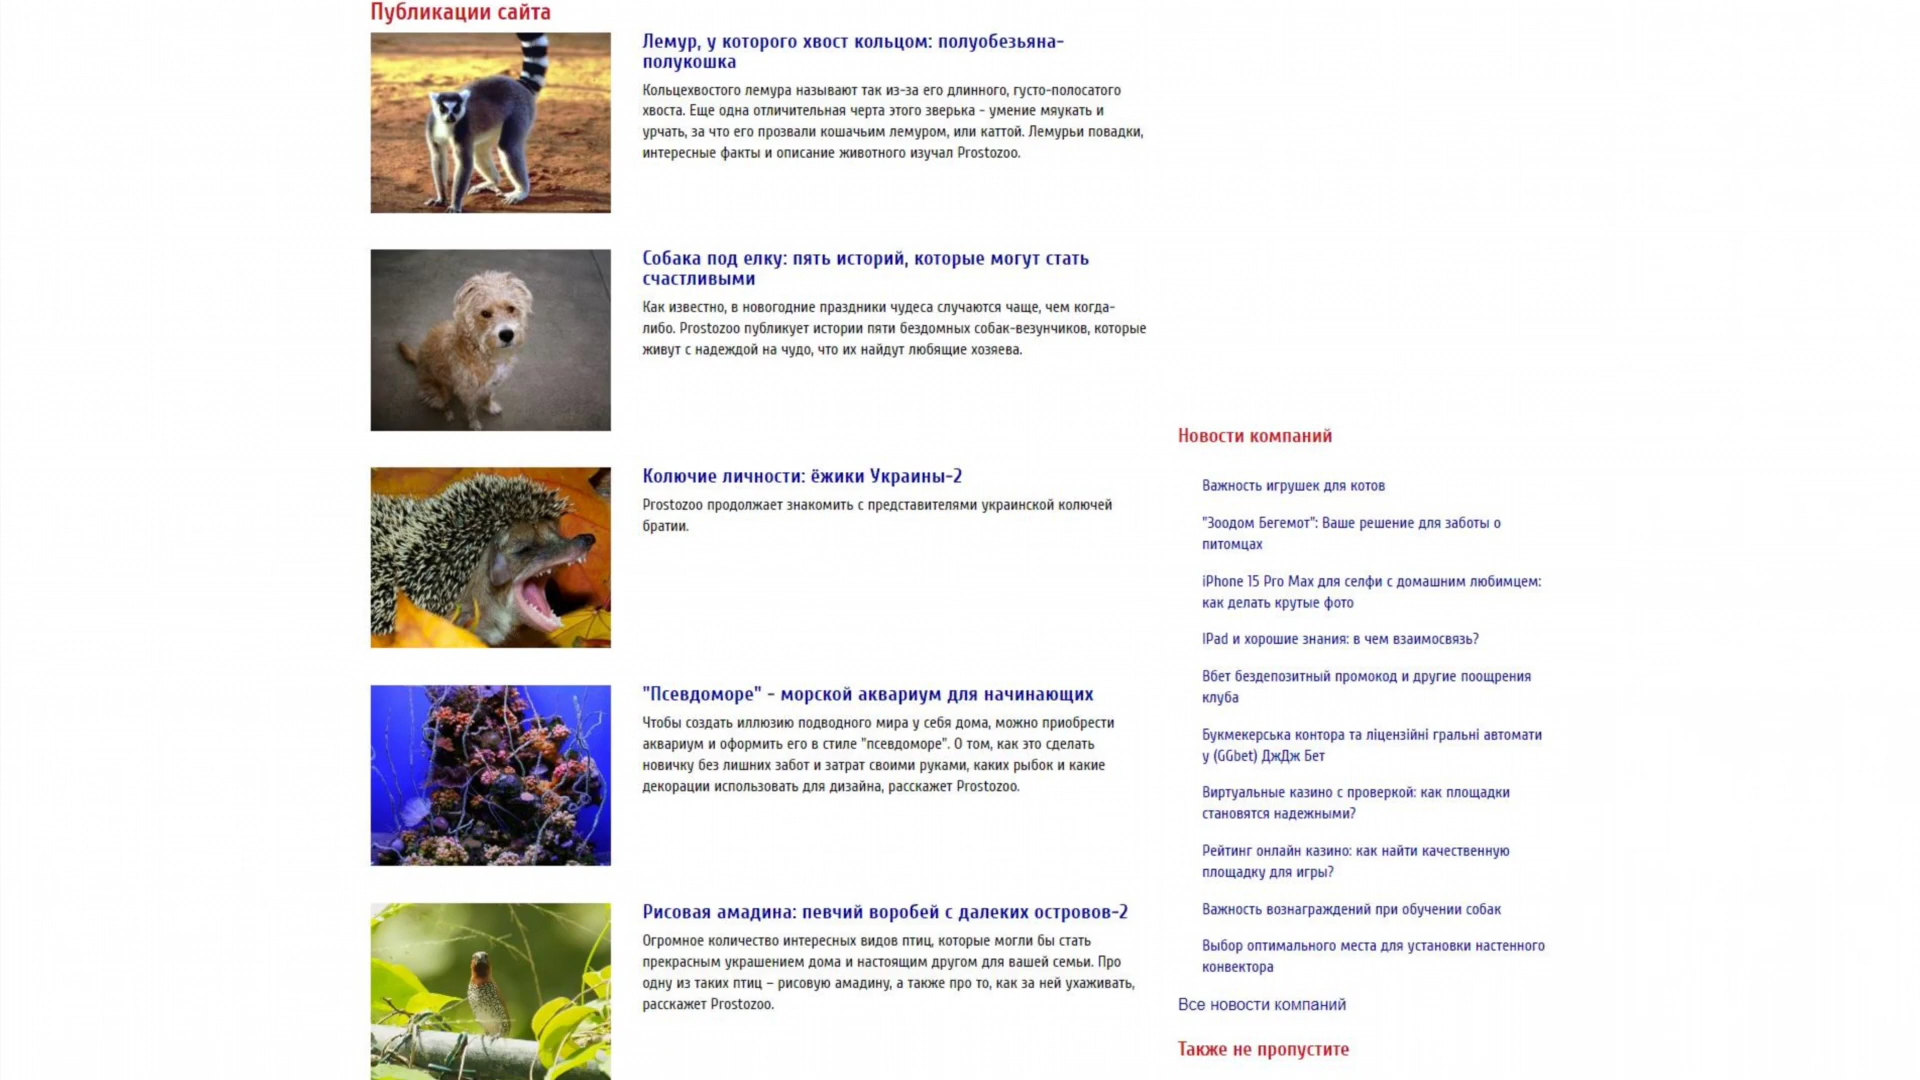 Публикации сайта
Лемур, у которого хвост кольцом: полуобезьяна-
полукошка
Кольцехвостого лемура называют так из-за его длинного, густо-полосатого
хвоста. Еще одна отличительная черта этого зверька - умение мяукать и
урчать, за что его прозвали кошачьим лемуром, или каттой. Лемурьи повадки,
интересные факты и описание животного изучал Prostozoo.
Собака под елку: пять историй, которые могут стать
счастливыми
Как известно, в новогодние праздники чудеса случаются чаще, чем когда-
либо. Prostozoo публикует истории пяти бездомных собак-везунчиков, которые
живут с надеждой на чудо, что их найдут любящие хозяева.
Колючие личности: ёжики Украины-2
Prostozoo продолжает знакомить с представителями украинской колючей
братии.
"Псевдоморе" - морской аквариум для начинающих
Чтобы создать иллюзию подводного мира у себя дома, можно приобрести
аквариум и оформить его в стиле "псевдоморе". О том, как это сделать
новичку без лишних забот и затрат своими руками, каких рыбок и какие
декорации использовать для дизайна, расскажет Prostozoo.
Рисовая амадина: певчий воробей с далеких островов-2
Огромное количество интересных видов птиц, которые могли бы стать
прекрасным украшением дома и настоящим другом для вашей семьи. Про
одну из таких птиц – рисовую амадину, а также про то, как за ней ухаживать,
расскажет Prostozoo.
Новости компаний
Важность игрушек для котов
"Зоодом Бегемот": Ваше решение для заботы о
питомцах
iPhone 15 Pro Max для селфи с домашним любимцем:
как делать крутые фото
IPad и хорошие знания: в чем взаимосвязь?
Вбет бездепозитный промокод и другие поощрения
клуба
Букмекерська контора та ліцензійні гральні автомати
у (GGbet) ДжДж Бет
Виртуальные казино с проверкой: как площадки
становятся надежными?
Рейтинг онлайн казино: как найти качественную
площадку для игры?
Важность вознаграждений при обучении собак
Выбор оптимального места для установки настенного
конвектора
Все новости компаний
Также не пропустите